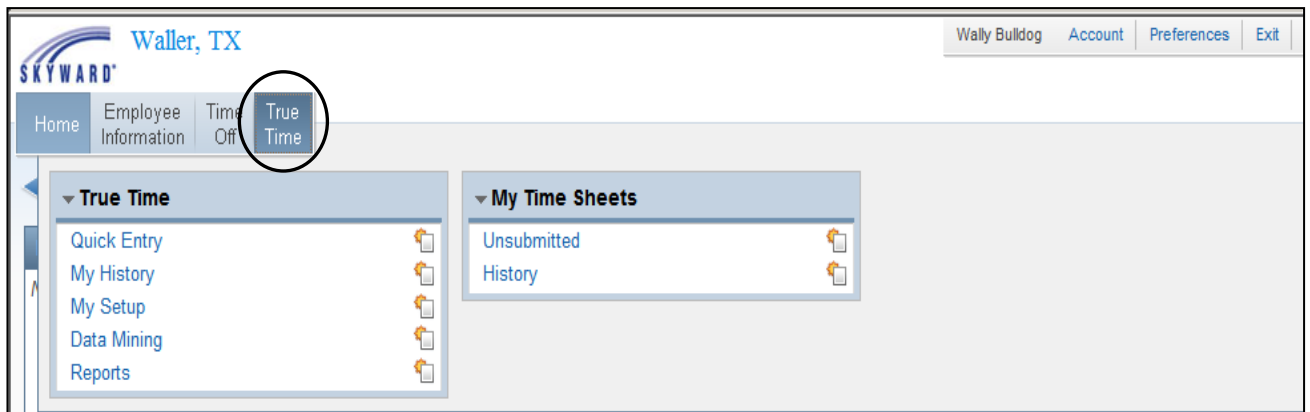 Waller, TX
SKYWARD
Wally Bulldog Account Preferences Exit
Home Employee Information Time Off True Time
True Time
Quick Entry
My History
My Setup
Data Mining
Reports
My Time Sheets
Unsubmitted
History